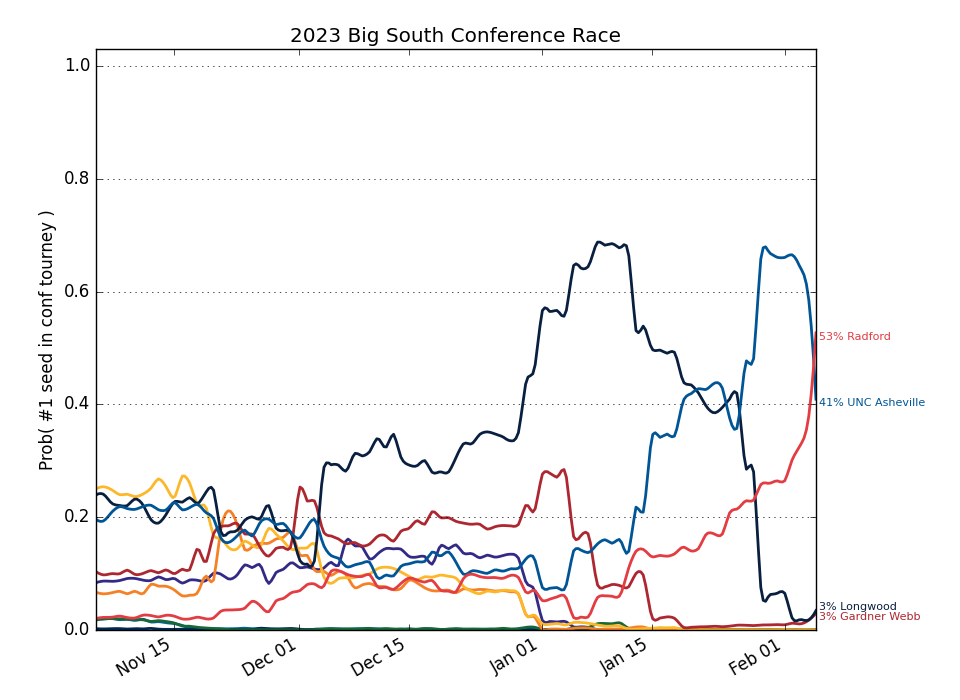 2023 Big South Conference Race
Prob( #1 seed in conf tourney )
1.0
0.8
0.6
0.4
0.2
0.0
Nov 15
Dec 01
Dec 15
Jan 01
Jan 15
Feb 01
53% Radford
41% UNC Asheville
3% Longwood
3% Gardner Webb